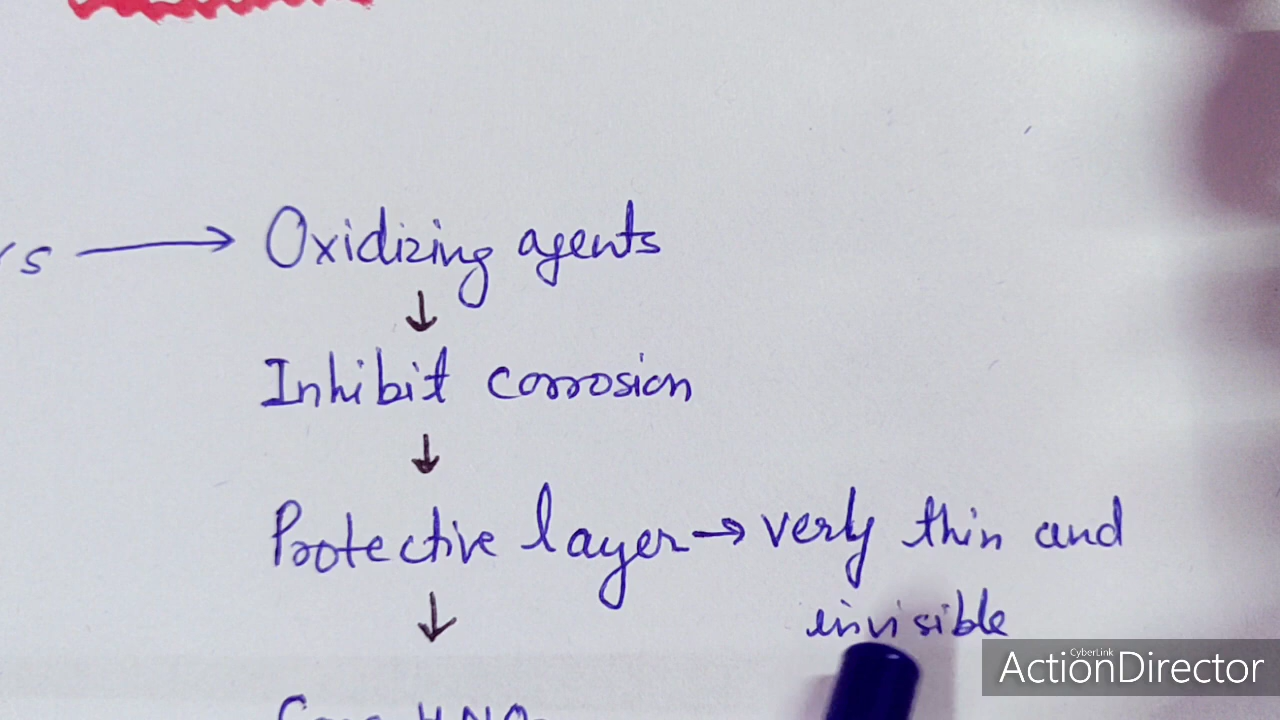 Oxidizing agents
↓
Inhibit corrosion
↓
Protective layer → very thin and
invisible
↓
CyberLink
ActionDirector